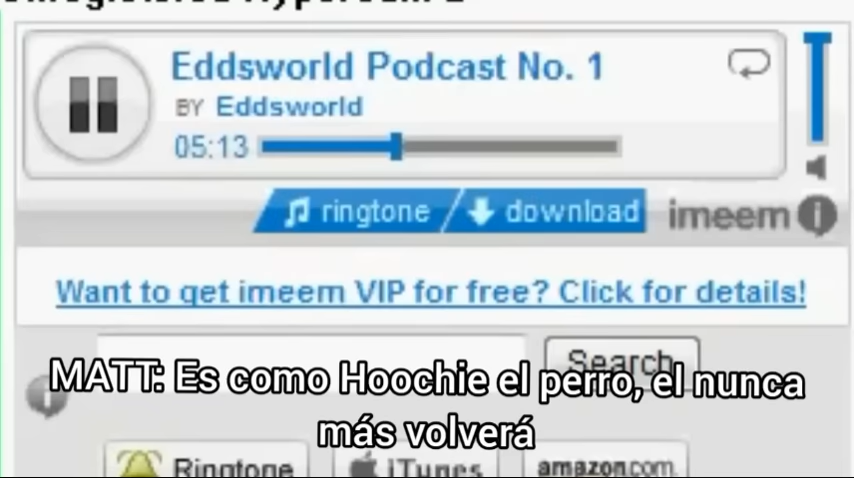 Eddsworld Podcast No. 1
BY Eddsworld
05:13
ringtone
download
imeem
Want to get imeem VIP for free? Click for details!
Search
MATT: Es como Hoochie el perro, el nunca
más volverá
Ringtone
iTunes
amazon.com